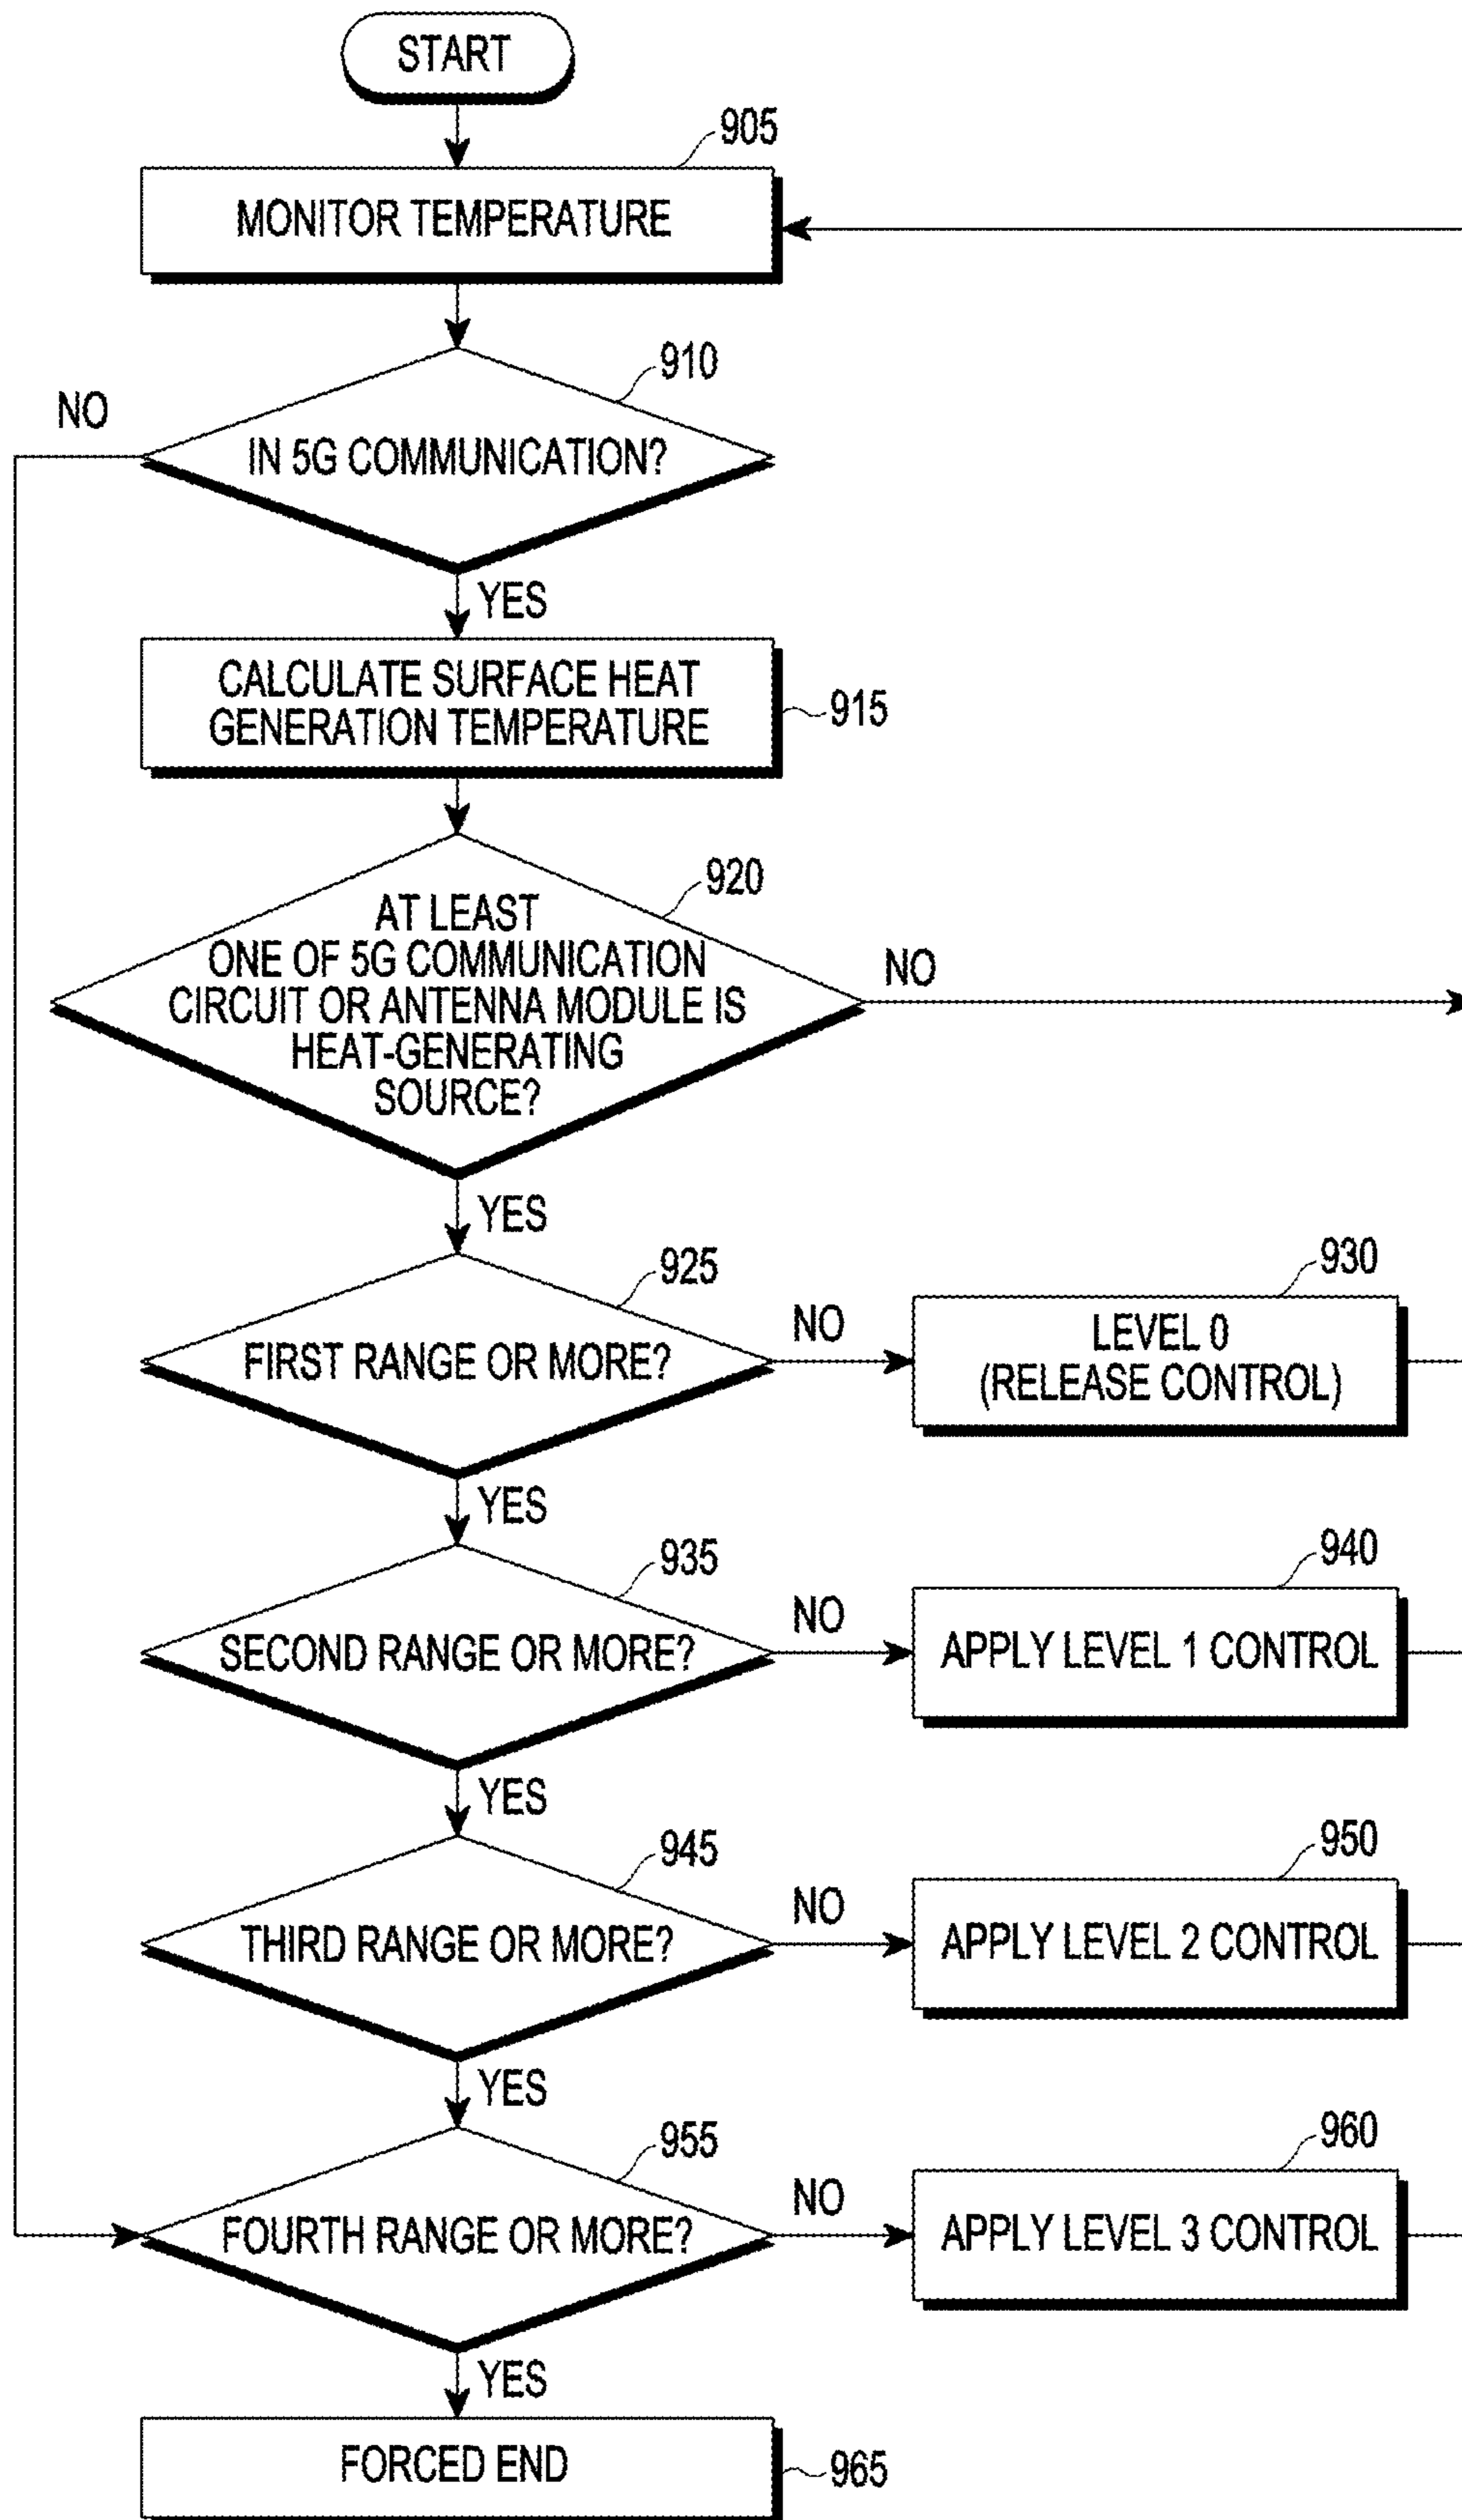 START
905
MONITOR TEMPERATURE
910
NO
IN 5G COMMUNICATION?
YES
CALCULATE SURFACE HEAT
GENERATION TEMPERATURE
915
920
AT LEAST
ONE OF 5G COMMUNICATION
CIRCUIT OR ANTENNA MODULE IS
HEAT-GENERATING
SOURCE?
NO
YES
925
FIRST RANGE OR MORE?
NO
930
LEVEL 0
(RELEASE CONTROL)
YES
935
SECOND RANGE OR MORE?
NO
940
APPLY LEVEL 1 CONTROL
YES
945
THIRD RANGE OR MORE?
NO
950
APPLY LEVEL 2 CONTROL
YES
955
FOURTH RANGE OR MORE?
NO
960
APPLY LEVEL 3 CONTROL
YES
FORCED END
965